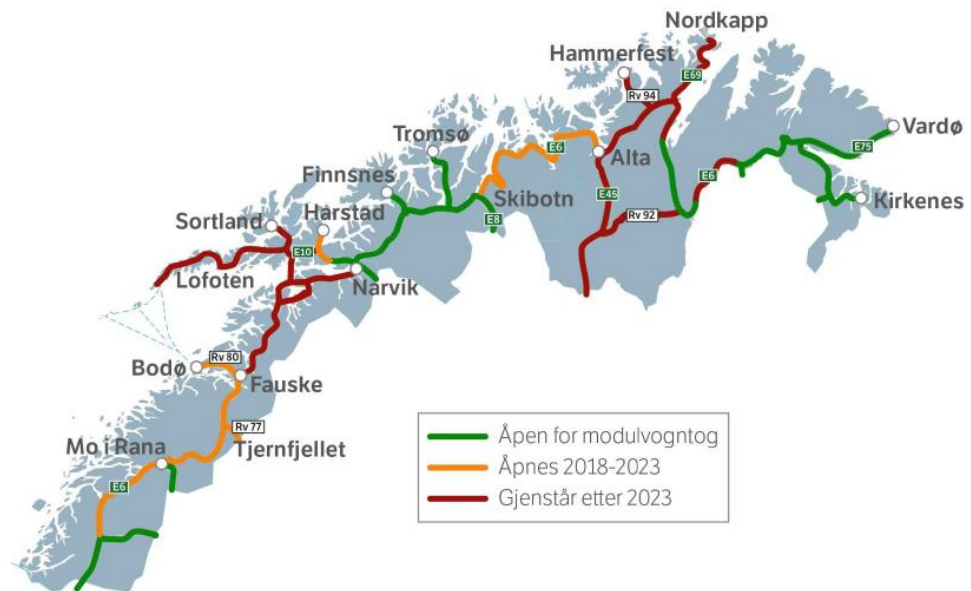 Nordkapp
Hammerfest
E69
Rv 94
Tromsø
Vardø
E6
E75
Finnsnes
Alta
Skibotn
E6
Kirkenes
Harstad
E45
Sortland
Rv 92
E8
E10
Lofoten
Narvik
Rv 80
Bodø
Fauske
Rv 77
Tjernfjellet
Mo i Rana
E6
Åpen for modulvogntog
Åpnes 2018-2023
Gjenstår etter 2023